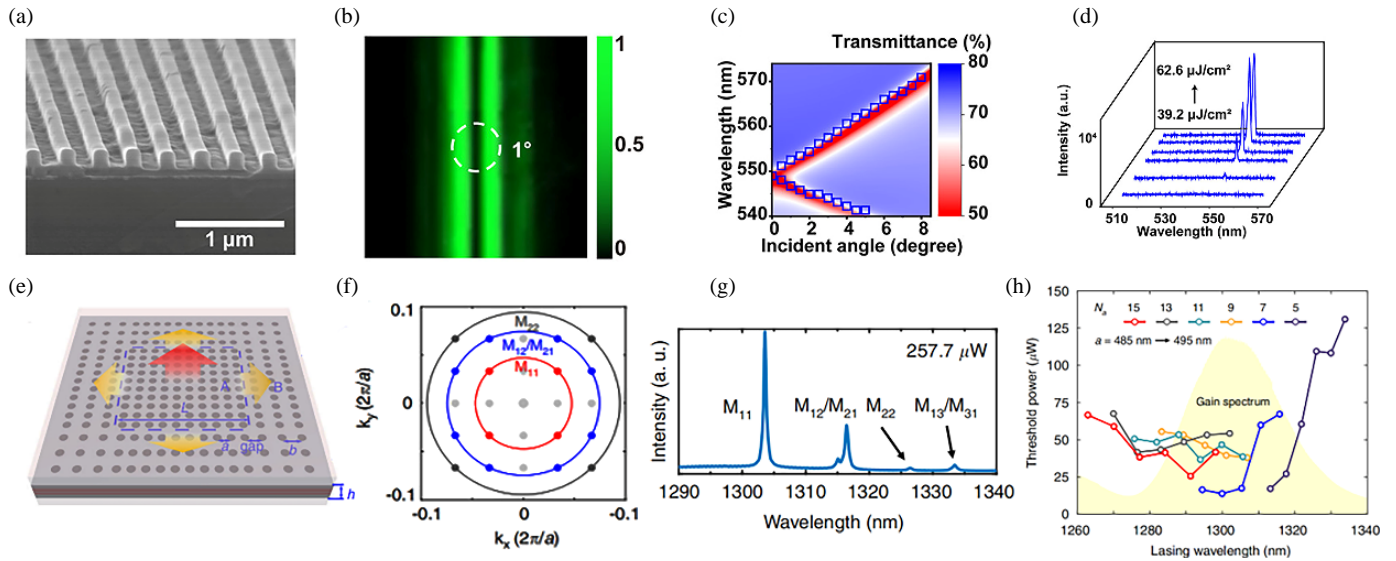 (a)
1 μm
(b)
1°
1
0.5
0
(c)
Transmittance (%)
Wavelength (nm)
570
560
550
540
0 2 4 6 8
Incident angle (degree)
80
70
60
50
(d)
Intensity (a.u.)
10⁴
0
62.6 μJ/cm²
39.2 μJ/cm²
510 530 550 570
Wavelength (nm)
(e)
A
B
L
a gap b
h
(f)
k_y (2π/a)
0.1
0
-0.1
M₂₂
M₁₂/M₂₁
M₁₁
-0.1 0 -0.1
k_x (2π/a)
(g)
Intensity (a. u.)
257.7 μW
M₁₁
M₁₂/M₂₁
M₂₂
M₁₃/M₃₁
1290 1300 1310 1320 1330 1340
Wavelength (nm)
(h)
Threshold power (μW)
150
125
100
75
50
25
0
N_a 15 13 11 9 7 5
a = 485 nm → 495 nm
Gain spectrum
1260 1280 1300 1320 1340
Lasing wavelength (nm)